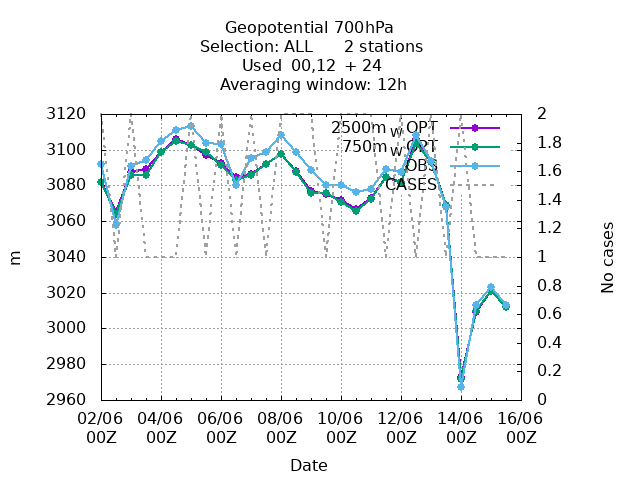 Geopotential 700hPa
Selection: ALL 2 stations
Used 00,12 + 24
Averaging window: 12h
3120
3100
3080
3060
3040
3020
3000
2980
2960
2
1.8
1.6
1.4
1.2
1
0.8
0.6
0.4
0.2
0
2500m w OPT
750m w OPT
OBS
CASES
m
No cases
02/06 04/06 06/06 08/06 10/06 12/06 14/06 16/06
00Z 00Z 00Z 00Z 00Z 00Z 00Z 00Z
Date